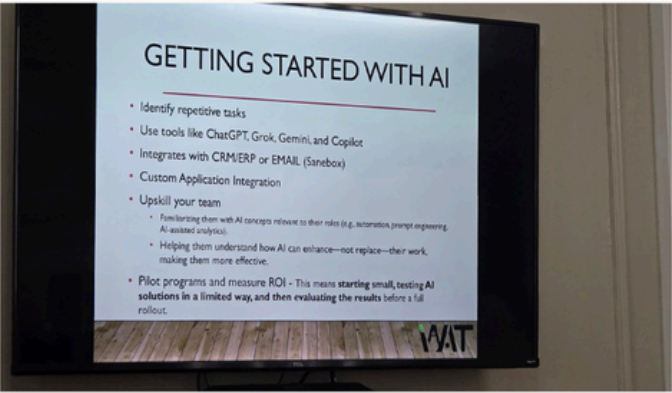 GETTING STARTED WITH AI
• Identify repetitive tasks
• Use tools like ChatGPT, Grok, Gemini, and Copilot
• Integrates with CRM/ERP or EMAIL (Sanebox)
• Custom Application Integration
• Upskill your team
• Familiarizing them with AI concepts relevant to their roles (e.g., automation, prompt engineering,
AI-assisted analytics).
• Helping them understand how AI can enhance—not replace—their work,
making them more effective.
• Pilot programs and measure ROI - This means starting small, testing AI
solutions in a limited way, and then evaluating the results before a full
rollout.
iWAT
TCL